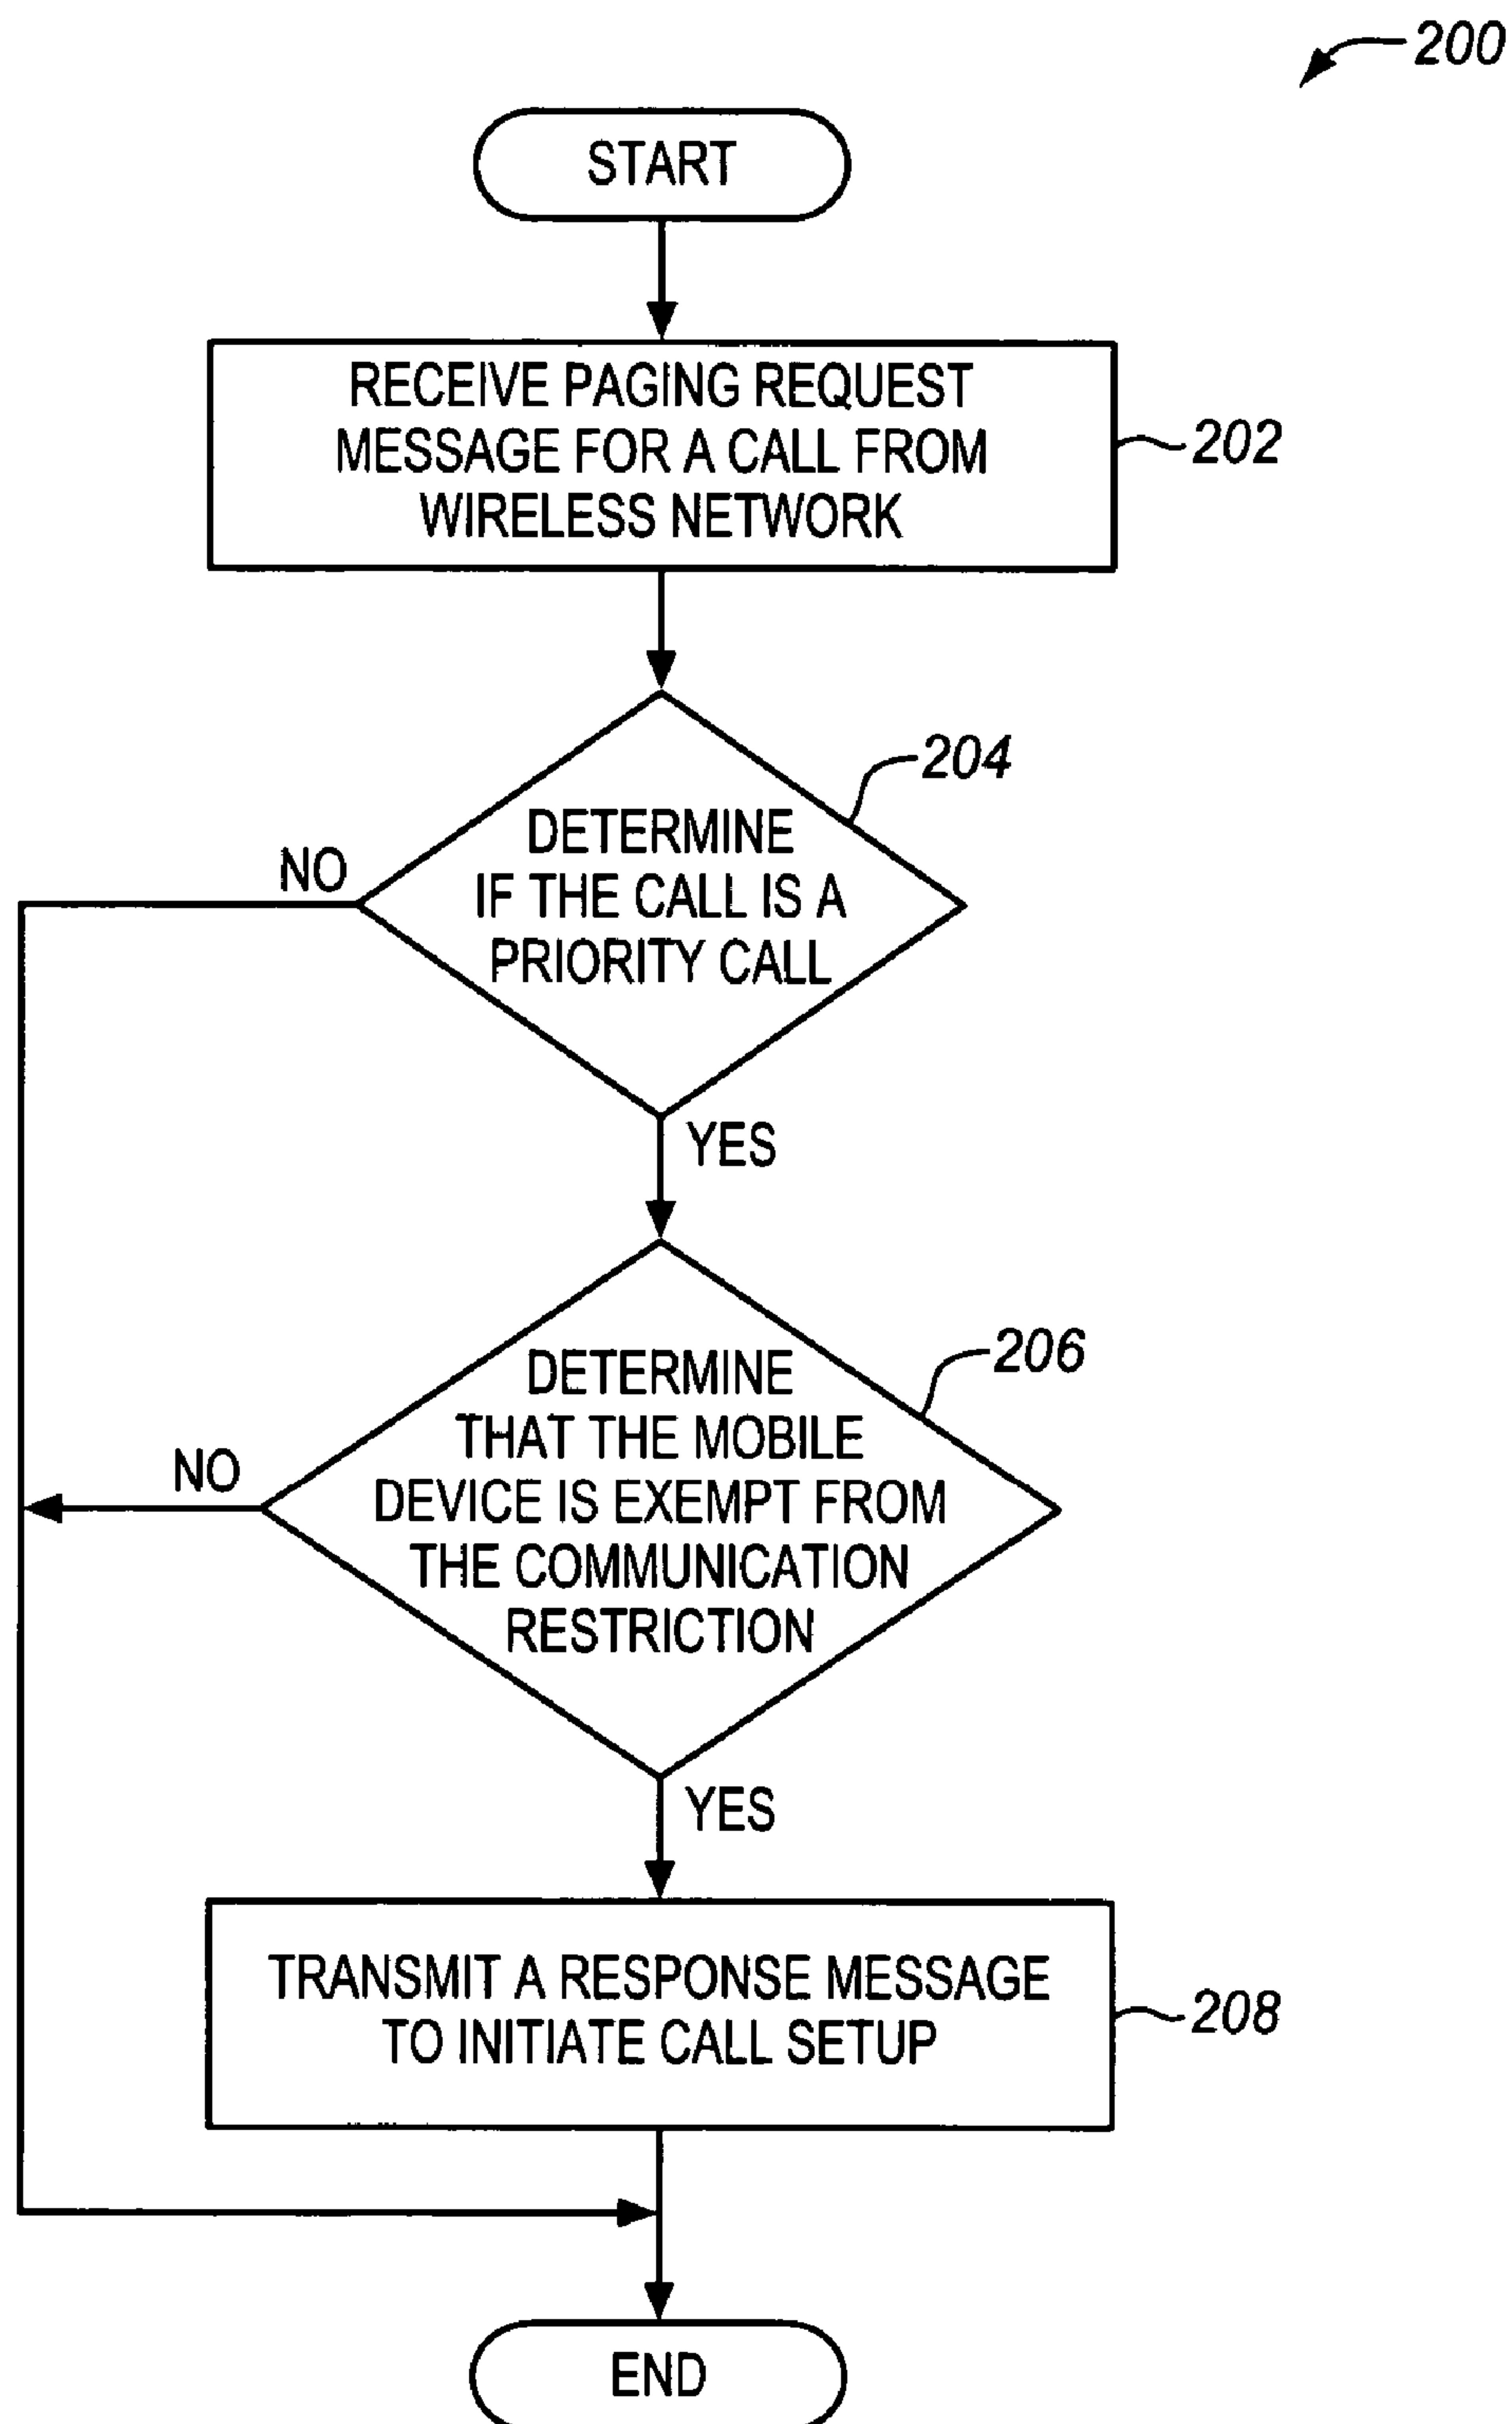 200
START
RECEIVE PAGING REQUEST
MESSAGE FOR A CALL FROM
WIRELESS NETWORK
202
204
DETERMINE
IF THE CALL IS A
PRIORITY CALL
NO
YES
206
DETERMINE
THAT THE MOBILE
DEVICE IS EXEMPT FROM
THE COMMUNICATION
RESTRICTION
NO
YES
TRANSMIT A RESPONSE MESSAGE
TO INITIATE CALL SETUP
208
END